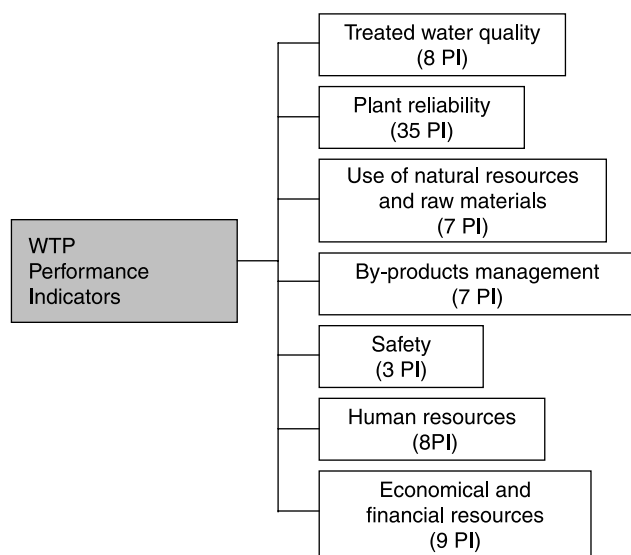 Treated water quality
(8 PI)
Plant reliability
(35 PI)
Use of natural resources
and raw materials
(7 PI)
WTP
Performance
Indicators
By-products management
(7 PI)
Safety
(3 PI)
Human resources
(8PI)
Economical and
financial resources
(9 PI)